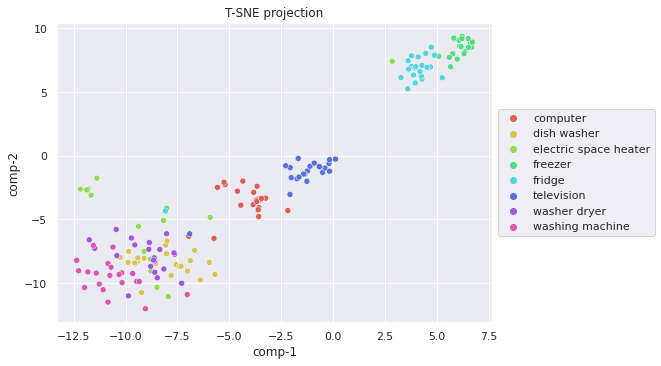 T-SNE projection
10
5
0
−5
−10
comp-2
−12.5 −10.0 −7.5 −5.0 −2.5 0.0 2.5 5.0 7.5
comp-1
computer
dish washer
electric space heater
freezer
fridge
television
washer dryer
washing machine